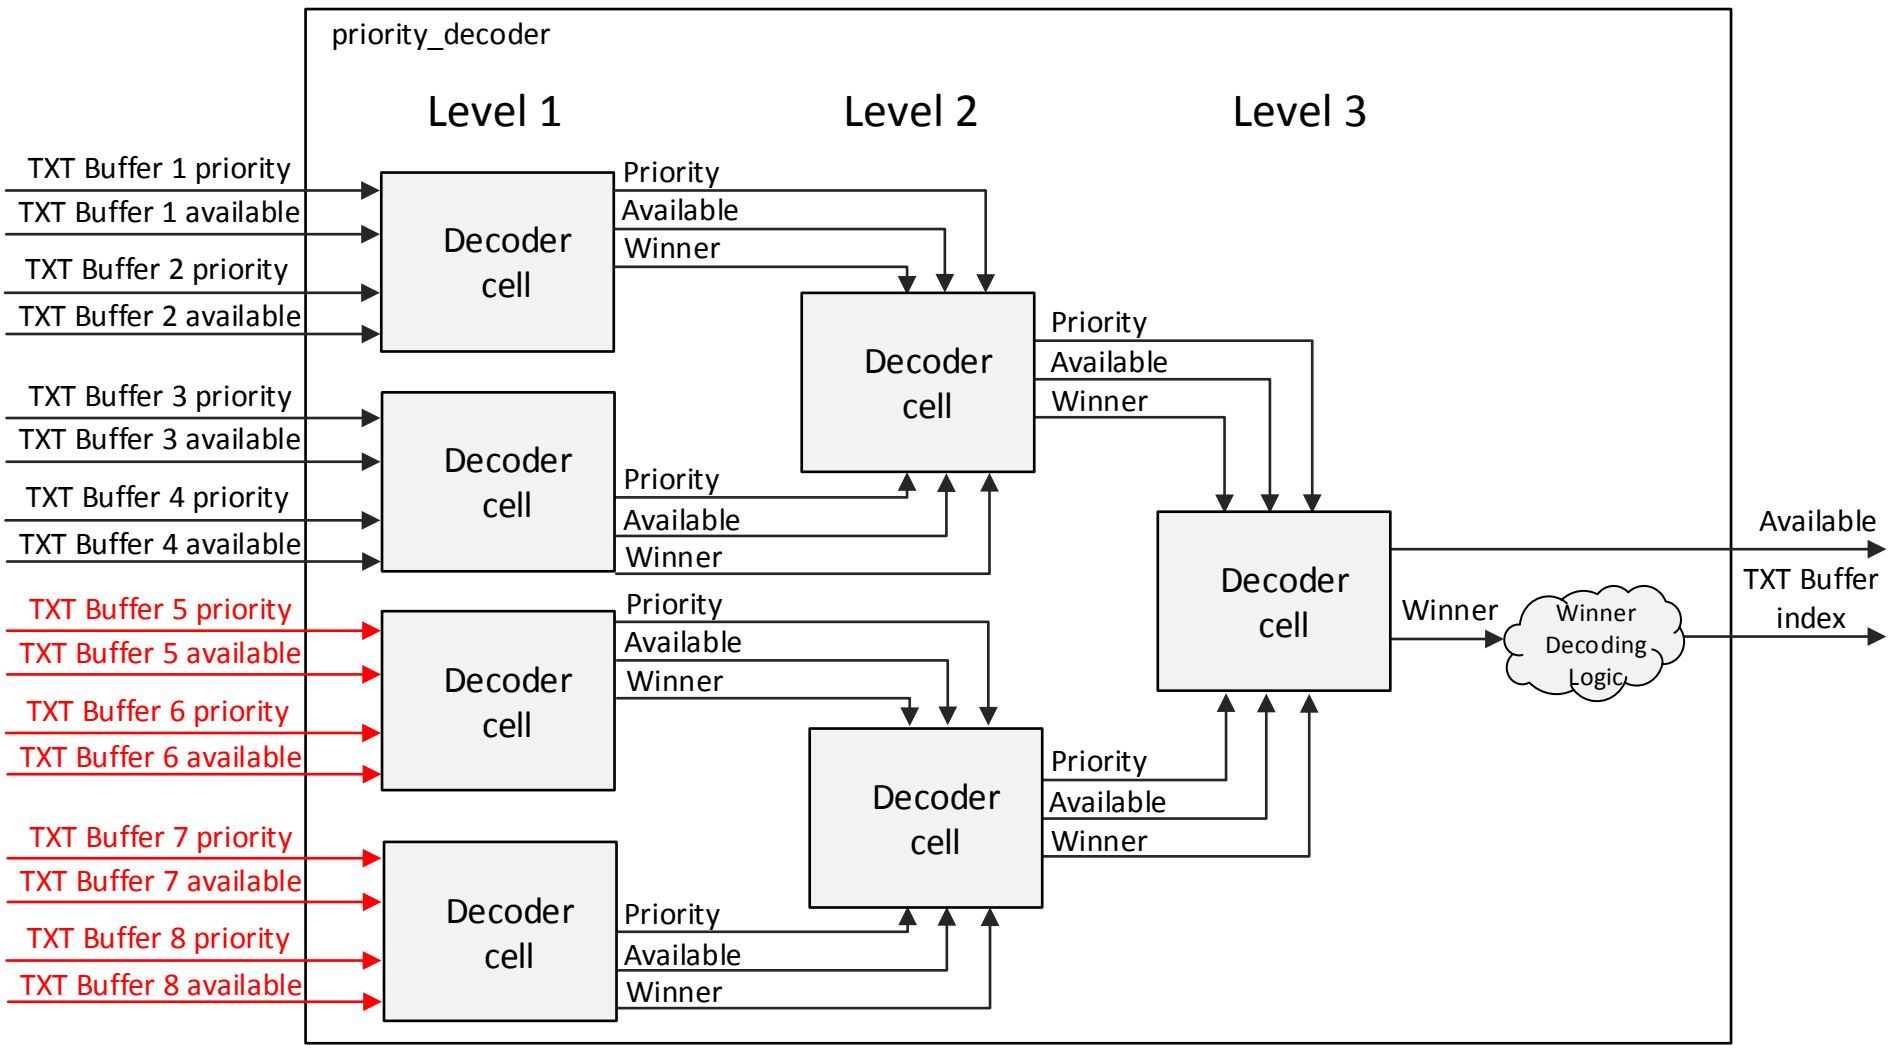 priority_decoder
Level 1
Level 2
Level 3
TXT Buffer 1 priority
TXT Buffer 1 available
TXT Buffer 2 priority
TXT Buffer 2 available
Decoder
cell
Priority
Available
Winner
TXT Buffer 3 priority
TXT Buffer 3 available
TXT Buffer 4 priority
TXT Buffer 4 available
Decoder
cell
Priority
Available
Winner
Decoder
cell
Priority
Available
Winner
TXT Buffer 5 priority
TXT Buffer 5 available
TXT Buffer 6 priority
TXT Buffer 6 available
Decoder
cell
Priority
Available
Winner
TXT Buffer 7 priority
TXT Buffer 7 available
TXT Buffer 8 priority
TXT Buffer 8 available
Decoder
cell
Priority
Available
Winner
Decoder
cell
Priority
Available
Winner
Decoder
cell
Winner
Winner
Decoding
Logic
Available
TXT Buffer
index